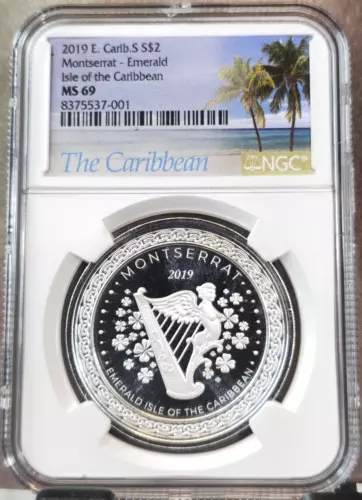 2019 E. Carib.S S$2
Montserrat - Emerald
Isle of the Caribbean
MS 69
8375537-001
The Caribbean
NGC
MONTSERRAT
2019
EMERALD ISLE OF THE CARIBBEAN